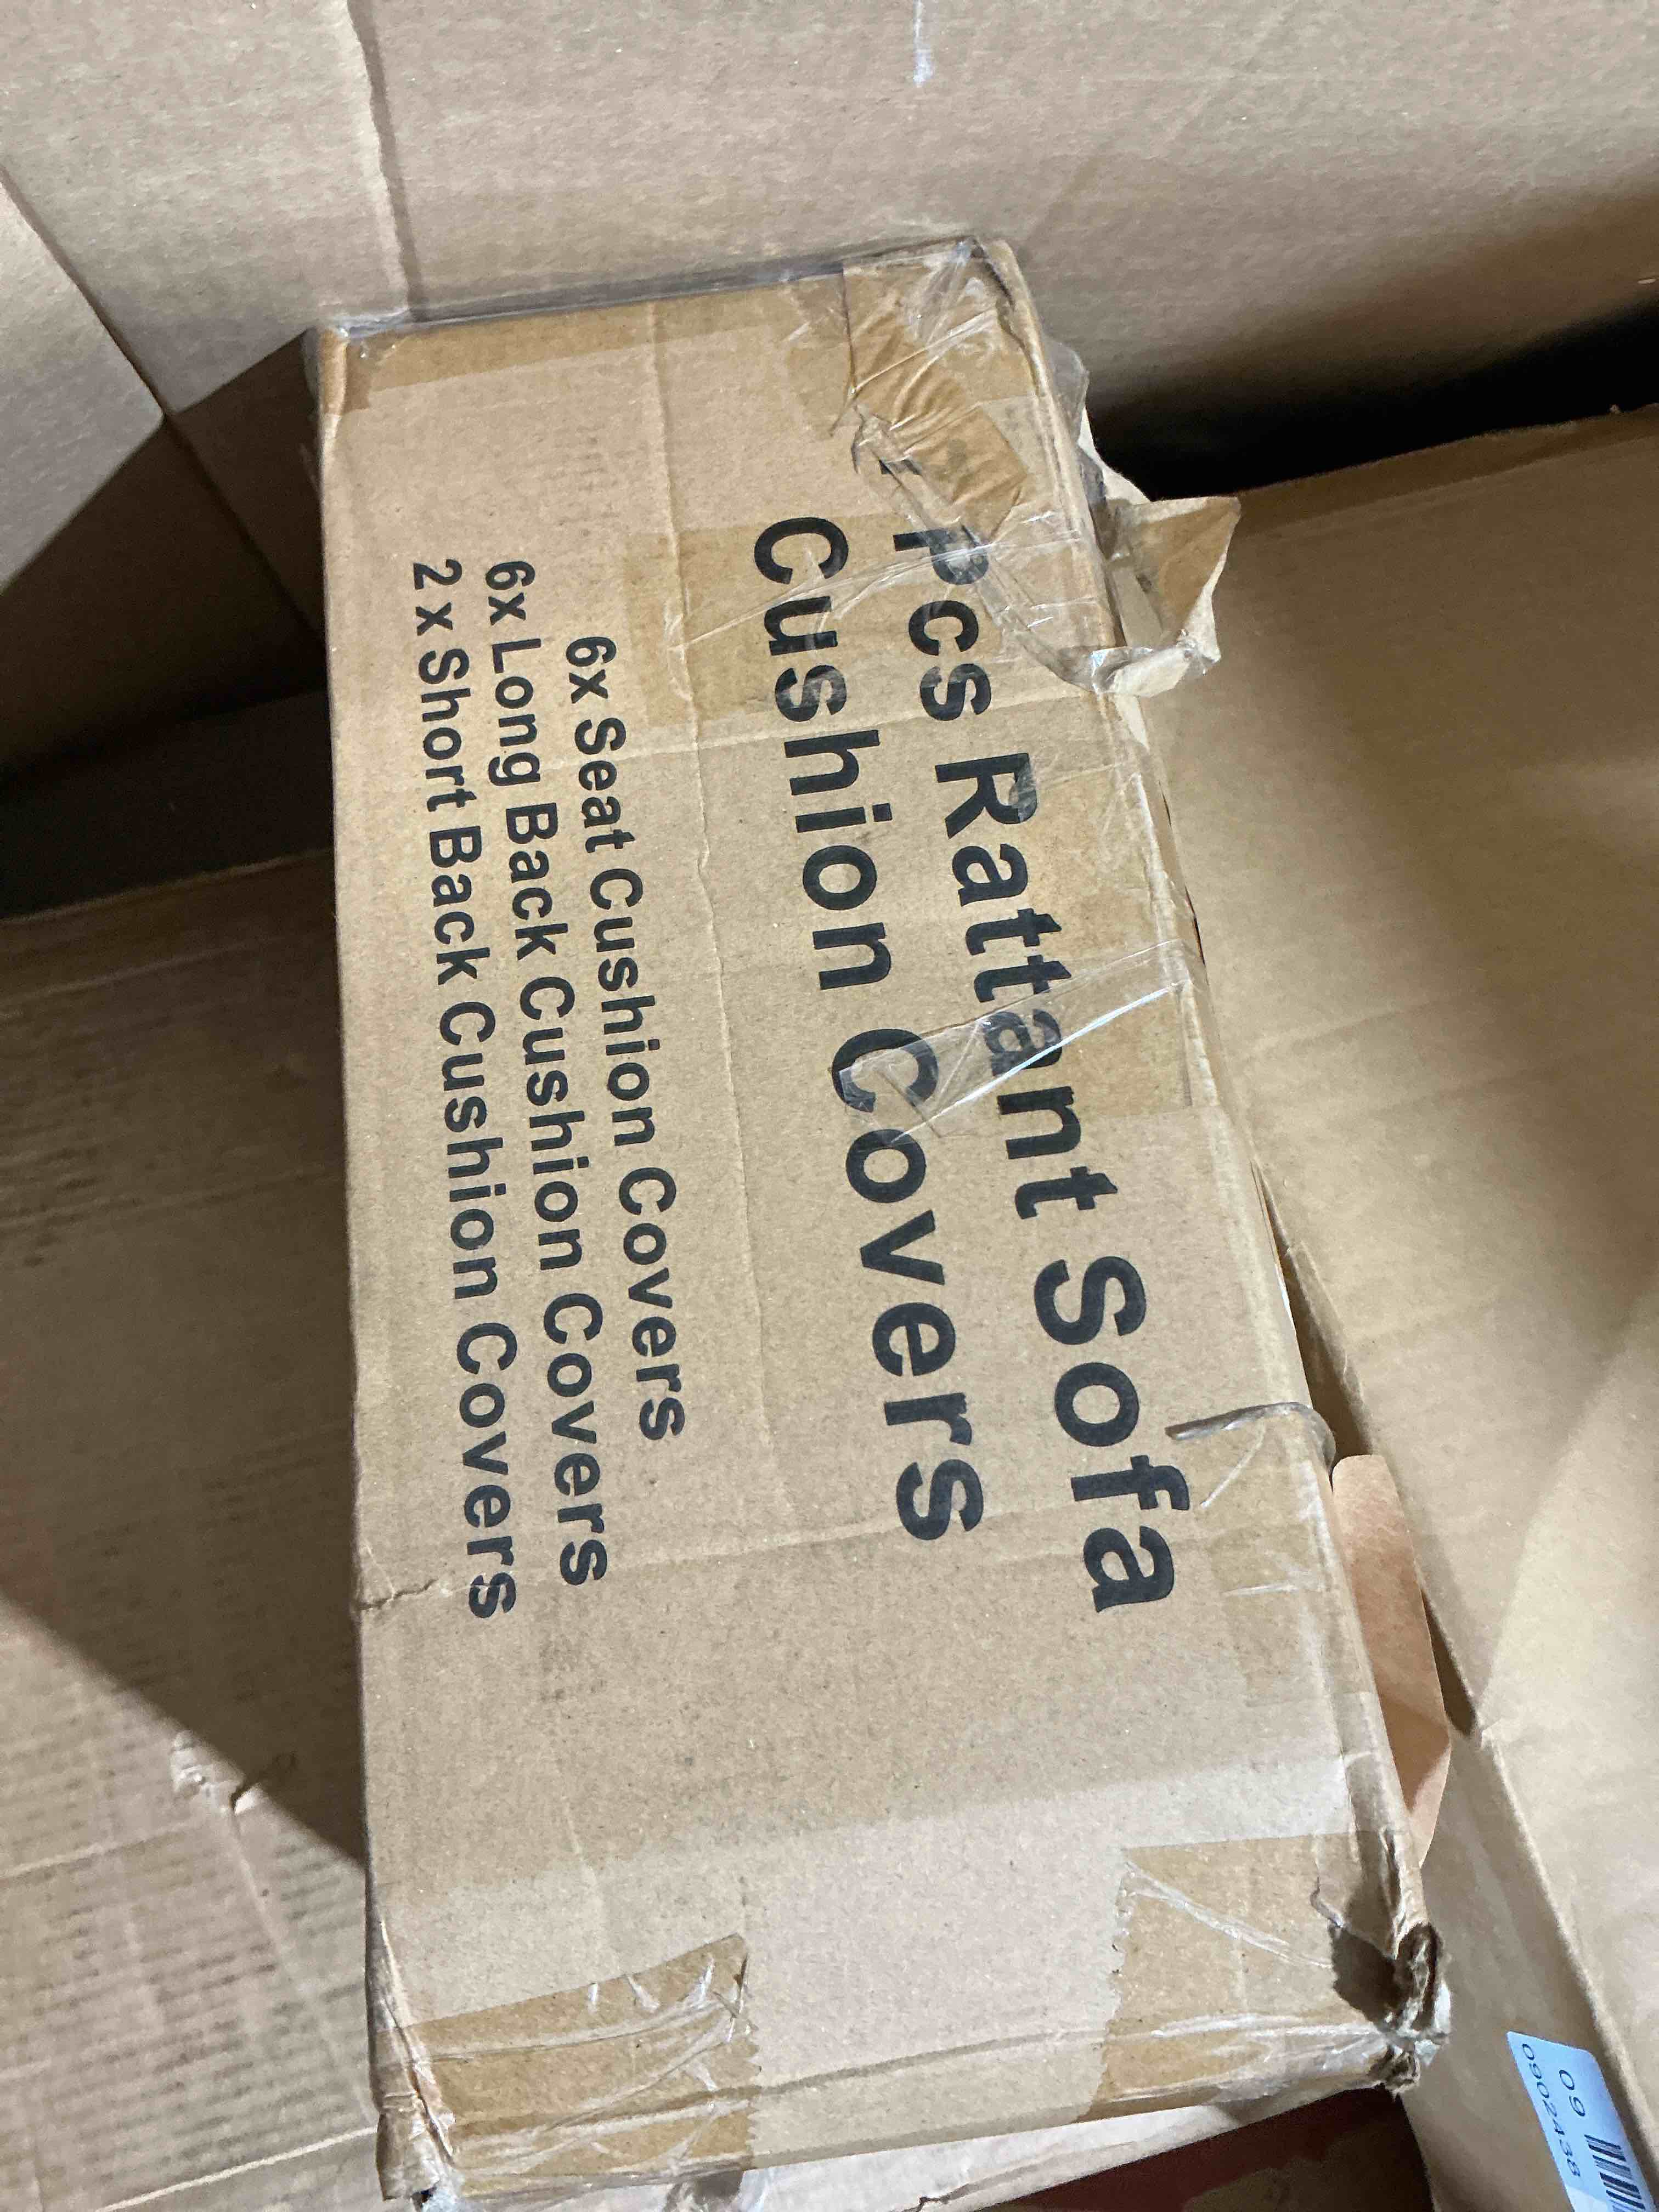 Pcs Rattant Sofa
Cushion Covers
6x Seat Cushion Covers
6x Long Back Cushion Covers
2 x Short Back Cushion Covers
09